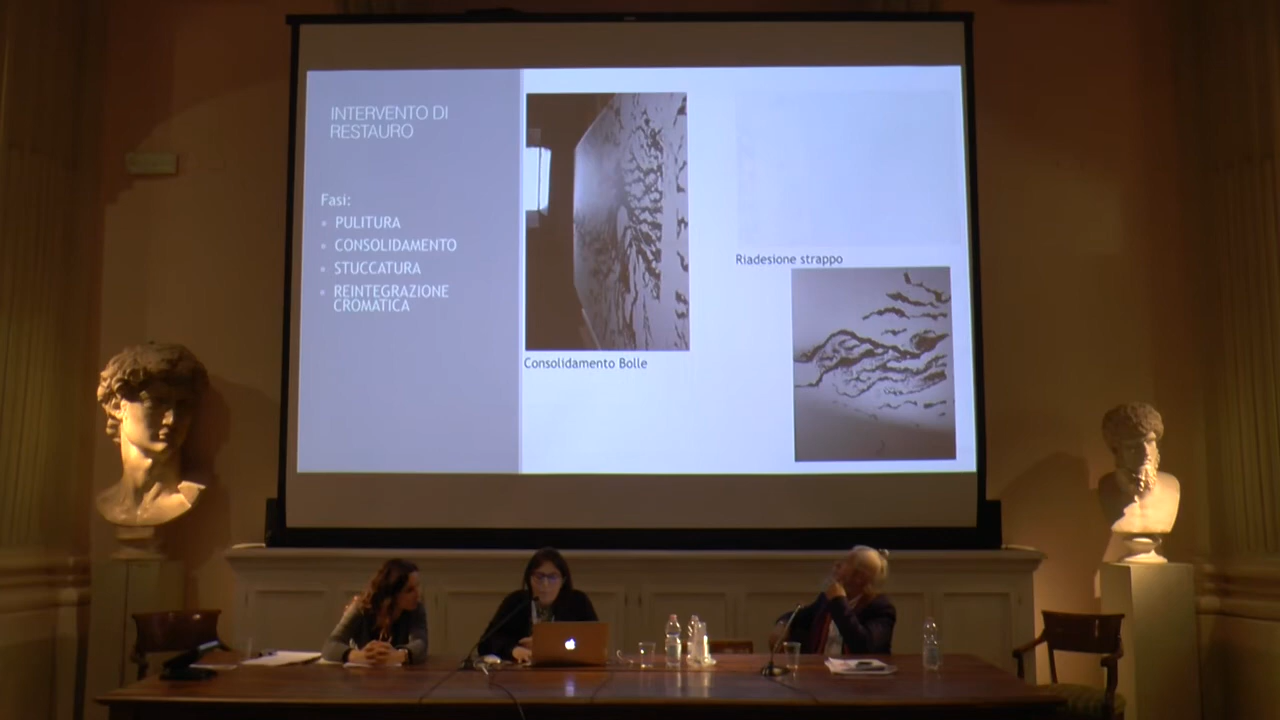 INTERVENTO DI
RESTAURO
Fasi:
PULITURA
CONSOLIDAMENTO
STUCCATURA
REINTEGRAZIONE
CROMATICA
Consolidamento Bolle
Riadesione strappo